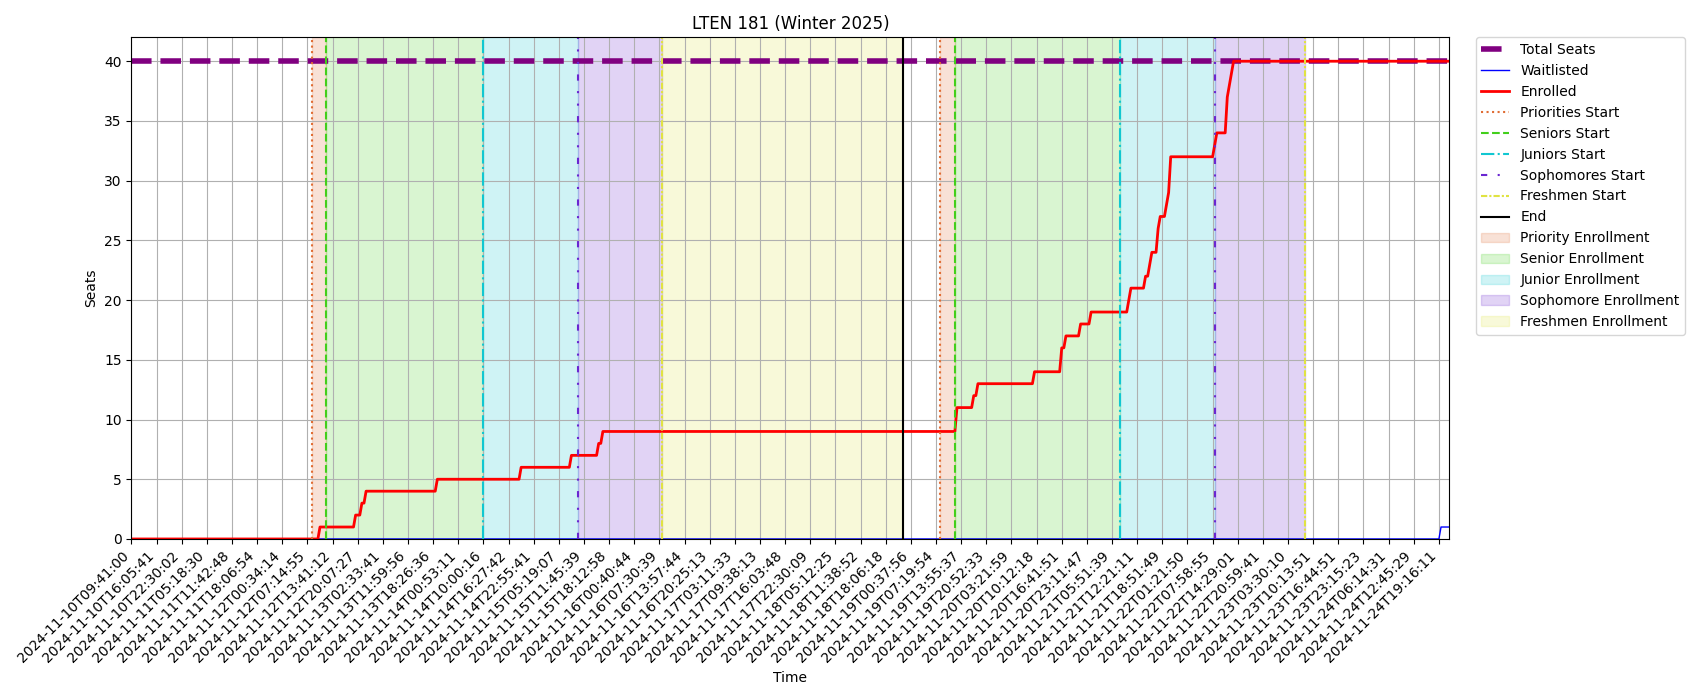 LTEN 181 (Winter 2025)
Total Seats
Waitlisted
Enrolled
Priorities Start
Seniors Start
Juniors Start
Sophomores Start
Freshmen Start
End
Priority Enrollment
Senior Enrollment
Junior Enrollment
Sophomore Enrollment
Freshmen Enrollment
Seats
40
35
30
25
20
15
10
5
0
2024-11-10T09:41:00
2024-11-10T16:05:41
2024-11-10T22:30:02
2024-11-11T05:18:30
2024-11-11T11:42:48
2024-11-11T18:06:54
2024-11-12T00:34:14
2024-11-12T07:14:55
2024-11-12T13:41:12
2024-11-12T20:07:27
2024-11-13T02:33:41
2024-11-13T11:59:56
2024-11-13T18:26:36
2024-11-14T00:53:11
2024-11-14T10:00:16
2024-11-14T16:27:42
2024-11-14T22:55:41
2024-11-15T05:19:07
2024-11-15T11:45:39
2024-11-15T18:12:58
2024-11-16T00:40:44
2024-11-16T07:30:39
2024-11-16T13:57:44
2024-11-16T20:25:13
2024-11-17T03:11:33
2024-11-17T09:38:13
2024-11-17T16:03:48
2024-11-17T22:30:09
2024-11-18T05:12:25
2024-11-18T11:38:52
2024-11-18T18:06:18
2024-11-19T00:37:56
2024-11-19T07:19:54
2024-11-19T13:55:37
2024-11-19T20:52:33
2024-11-20T03:21:59
2024-11-20T10:12:18
2024-11-20T16:41:51
2024-11-20T23:11:47
2024-11-21T05:51:39
2024-11-21T12:21:11
2024-11-21T18:51:49
2024-11-22T01:21:50
2024-11-22T07:58:55
2024-11-22T14:29:01
2024-11-22T20:59:41
2024-11-23T03:30:10
2024-11-23T10:13:51
2024-11-23T16:44:51
2024-11-23T23:15:23
2024-11-24T06:14:31
2024-11-24T12:45:29
2024-11-24T19:16:11
Time